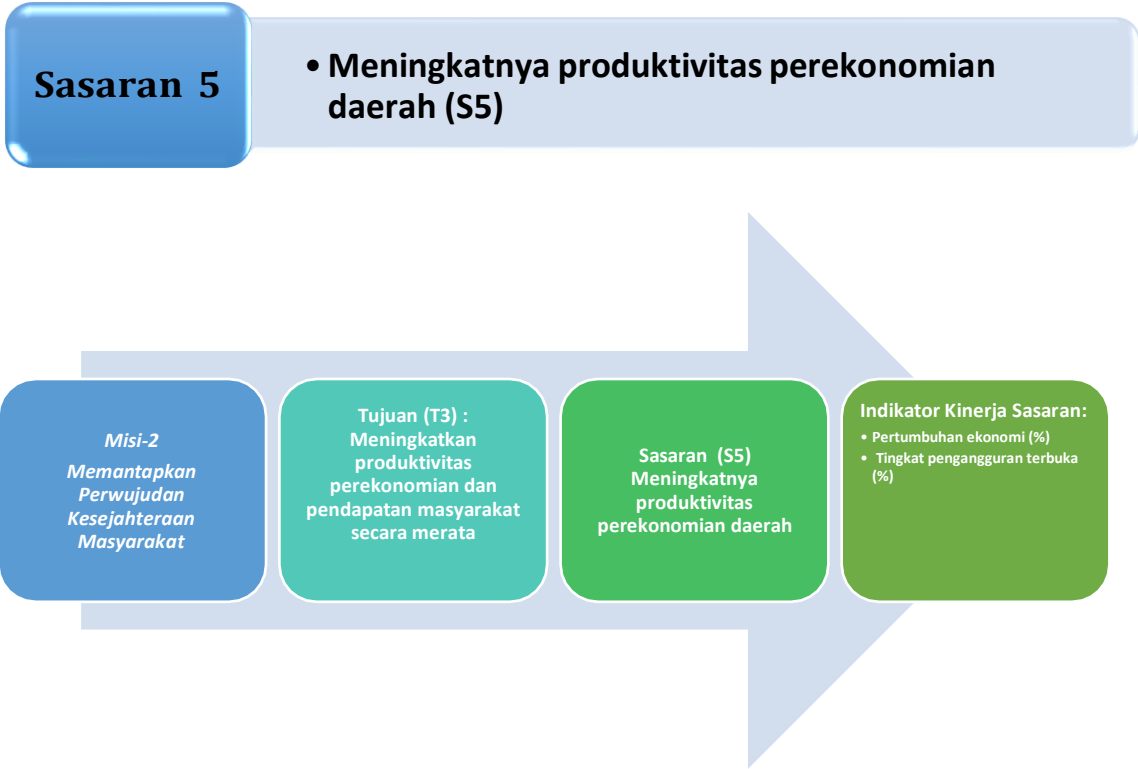 Sasaran 5
• Meningkatnya produktivitas perekonomian
daerah (S5)
Misi-2
Memantapkan
Perwujudan
Kesejahteraan
Masyarakat
Tujuan (T3) :
Meningkatkan
produktivitas
perekonomian dan
pendapatan masyarakat
secara merata
Sasaran (S5)
Meningkatnya
produktivitas
perekonomian daerah
Indikator Kinerja Sasaran:
• Pertumbuhan ekonomi (%)
• Tingkat pengangguran terbuka
(%)